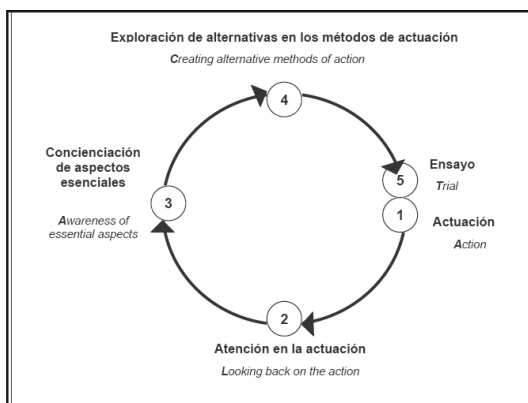 Exploración de alternativas en los métodos de actuación
Creating alternative methods of action
4
Concienciación
de aspectos
esenciales
3
Awareness of
essential aspects
5
Ensayo
Trial
1
Actuación
Action
2
Atención en la actuación
Looking back on the action